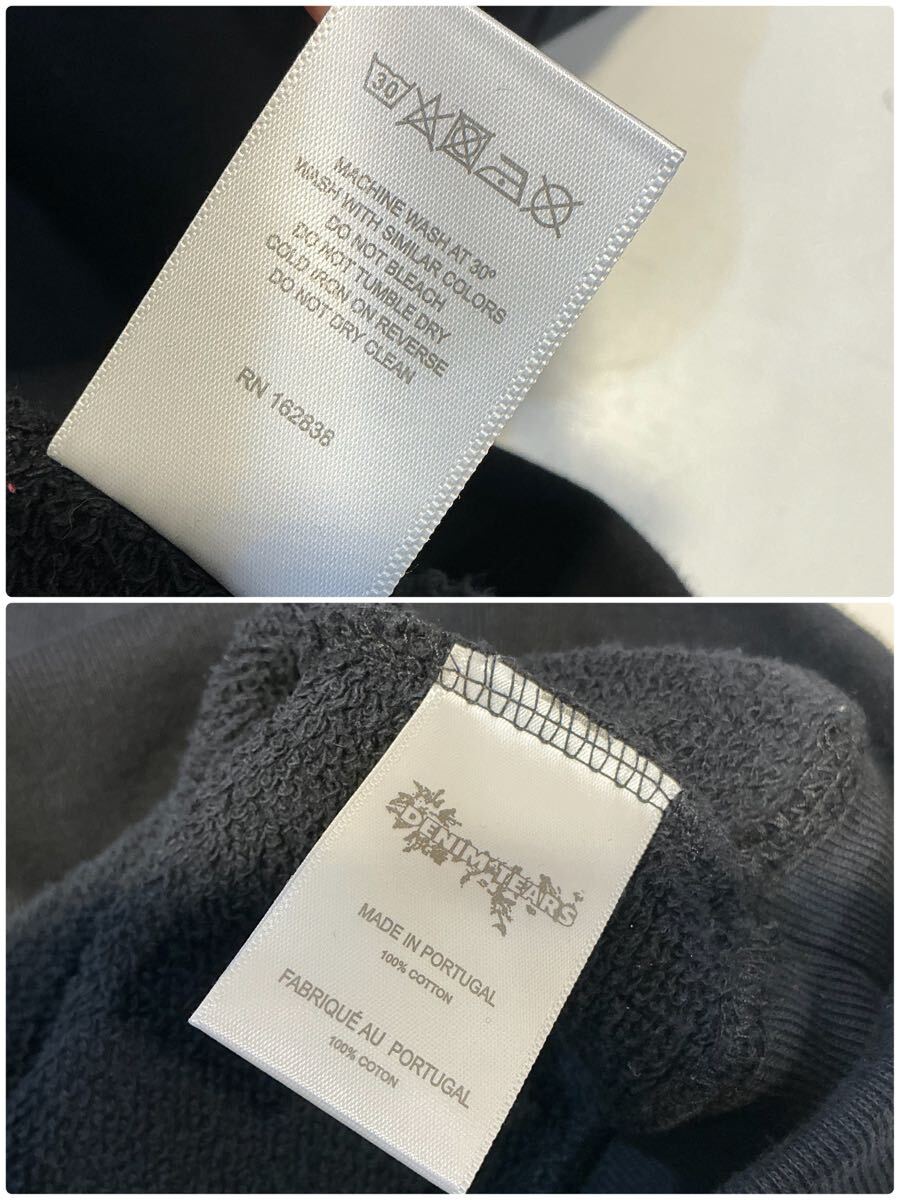 30
MACHINE WASH AT 30º
WASH WITH SIMILAR COLORS
DO NOT BLEACH
DO NOT TUMBLE DRY
COLD IRON ON REVERSE
DO NOT DRY CLEAN
RN 162838
DENIM TEARS
MADE IN PORTUGAL
100% COTTON
FABRIQUÉ AU PORTUGAL
100% COTON